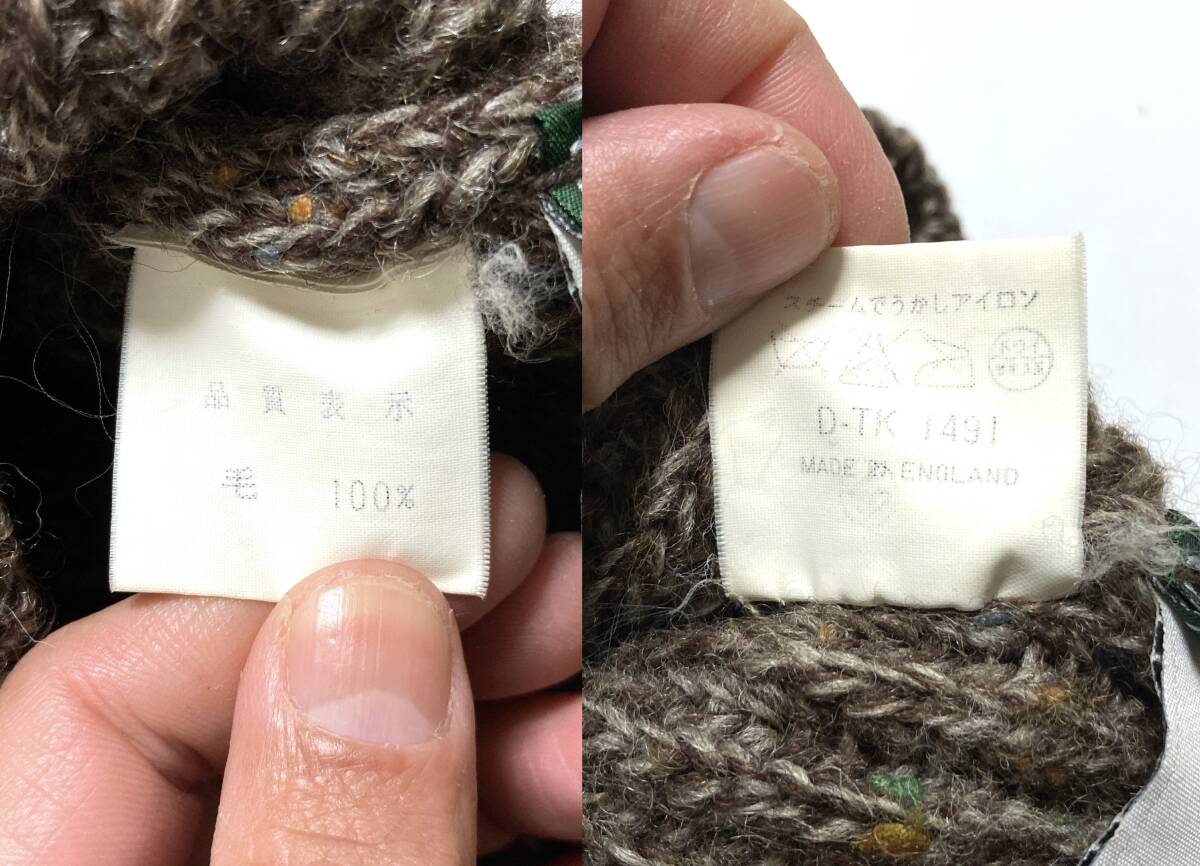 品質表示
毛 100%
スチームでうかしアイロン
D-TK 1491
MADE IN ENGLAND